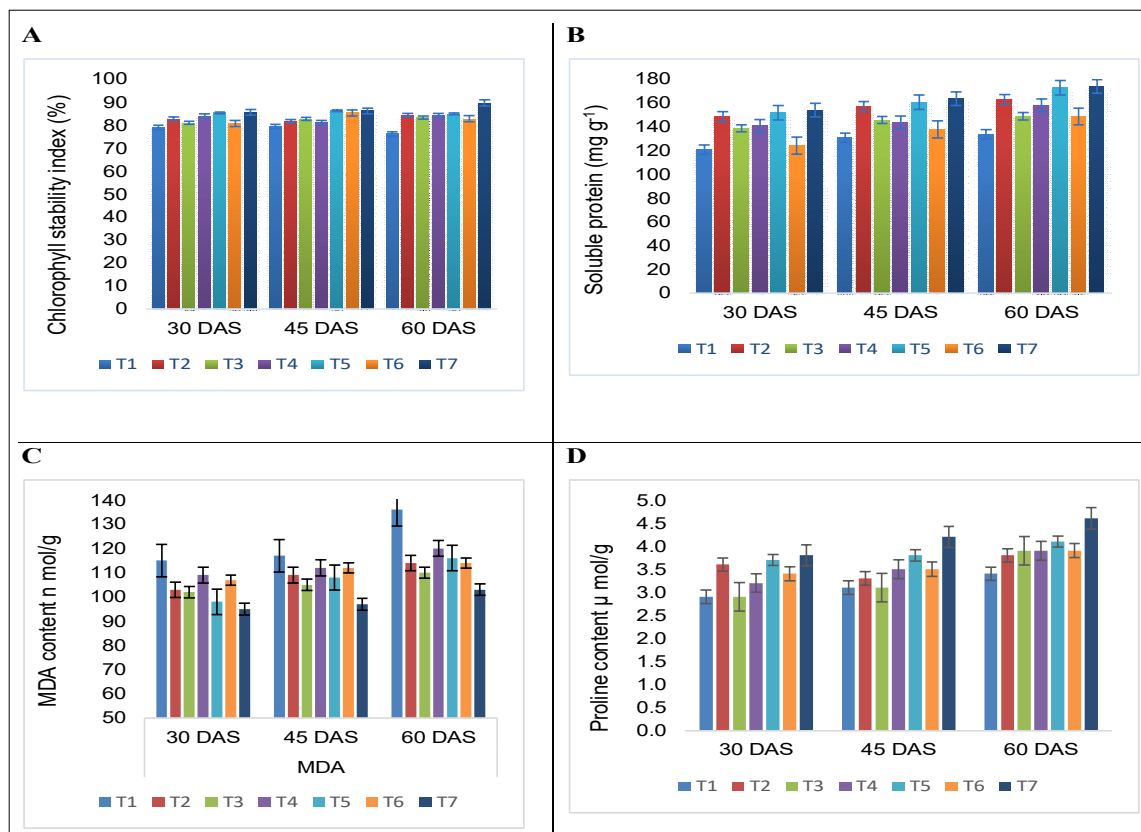 A
Chlorophyll stability index (%)
100
90
80
70
60
50
40
30
20
10
0
30 DAS 45 DAS 60 DAS
T1 T2 T3 T4 T5 T6 T7
B
Soluble protein (mg g-1)
180
160
140
120
100
80
60
40
20
0
30 DAS 45 DAS 60 DAS
T1 T2 T3 T4 T5 T6 T7
C
MDA content n mol/g
140
130
120
110
100
90
80
70
60
50
30 DAS 45 DAS 60 DAS
MDA
T1 T2 T3 T4 T5 T6 T7
D
Proline content µ mol/g
5.0
4.5
4.0
3.5
3.0
2.5
2.0
1.5
1.0
0.5
0.0
30 DAS 45 DAS 60 DAS
T1 T2 T3 T4 T5 T6 T7